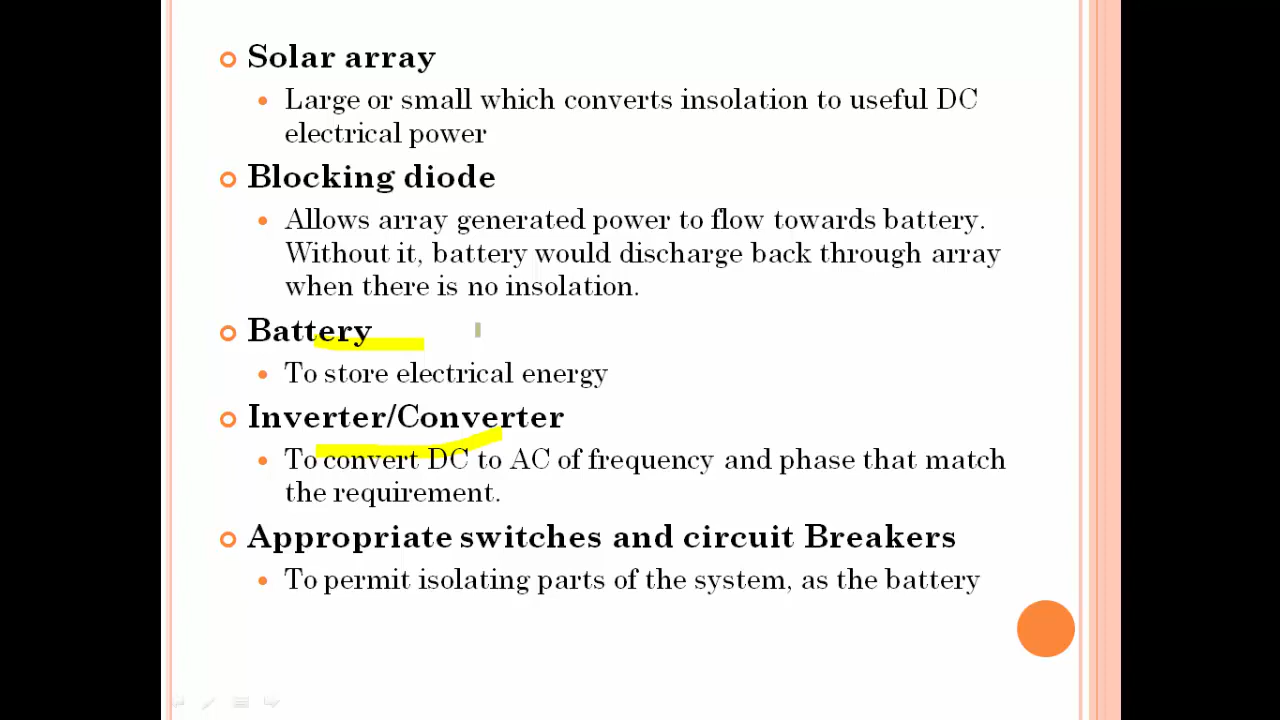 Solar array
Large or small which converts insolation to useful DC
electrical power
Blocking diode
Allows array generated power to flow towards battery.
Without it, battery would discharge back through array
when there is no insolation.
Battery
To store electrical energy
Inverter/Converter
To convert DC to AC of frequency and phase that match
the requirement.
Appropriate switches and circuit Breakers
To permit isolating parts of the system, as the battery